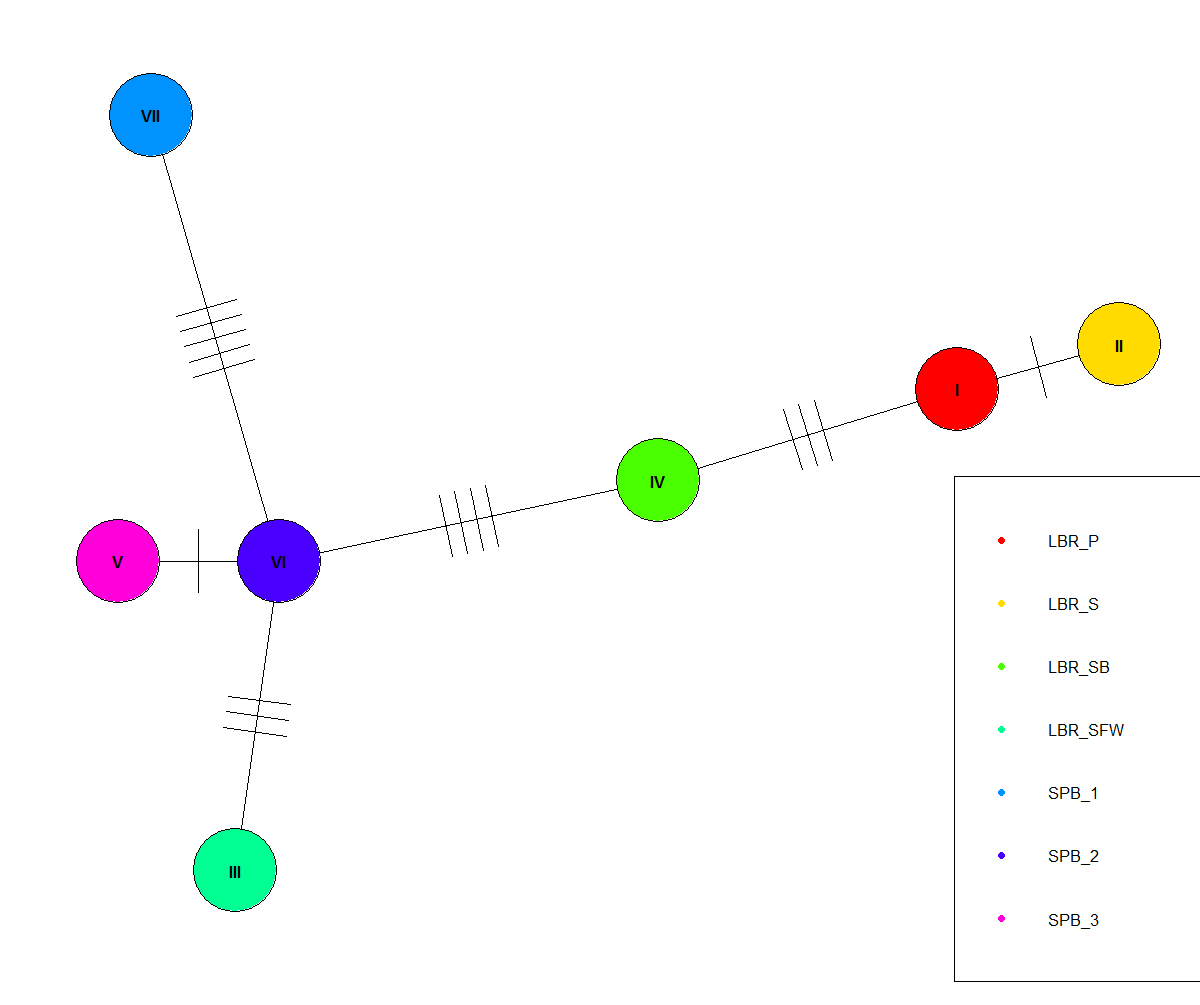 VII
II
I
IV
V
VI
III
LBR_P
LBR_S
LBR_SB
LBR_SFW
SPB_1
SPB_2
SPB_3